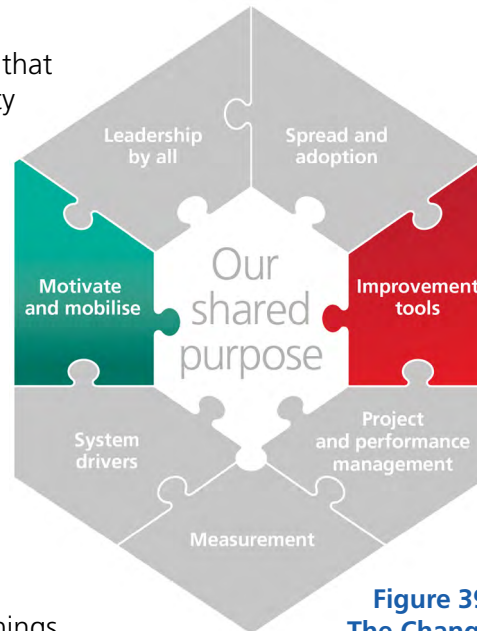 that
Leadership
by all
Spread and
adoption
Motivate
and mobilise
Our
shared
purpose
Improvement
tools
System
drivers
Project
and performance
management
Measurement
Figure 39
The Chang